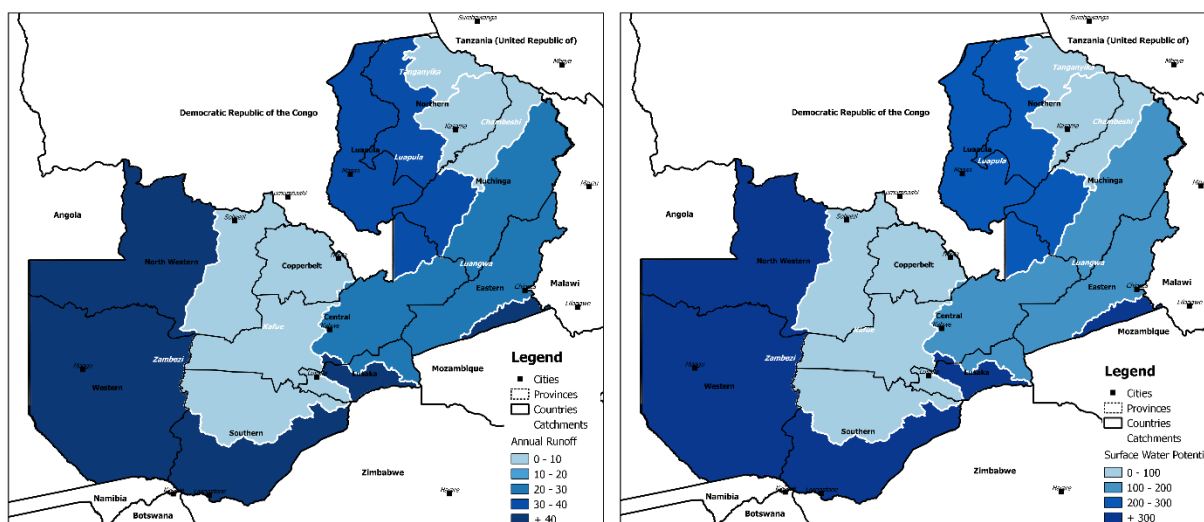 Sumbawanga
Tanzania (United Republic of)
Mbeya
Tanganyika
Democratic Republic of the Congo
Northern
Kasama
Chambeshi
Luapula
Luapula
Mansa
Muchinga
Angola
Solwezi
North Western
Copperbelt
Luangwa
Eastern
Malawi
Lilongwe
Central
Kabwe
Kafue
Mozambique
Zambezi
Western
Lusaka
Southern
Zimbabwe
Harare
Namibia
Botswana
Legend
Cities
Provinces
Countries
Catchments
Annual Runoff
0 - 10
10 - 20
20 - 30
30 - 40
+ 40
Sumbawanga
Tanzania (United Republic of)
Mbeya
Tanganyika
Democratic Republic of the Congo
Northern
Kasama
Chambeshi
Luapula
Luapula
Mansa
Muchinga
Angola
Solwezi
North Western
Copperbelt
Luangwa
Eastern
Malawi
Lilongwe
Central
Kabwe
Kafue
Mozambique
Zambezi
Western
Lusaka
Southern
Zimbabwe
Harare
Namibia
Botswana
Legend
Cities
Provinces
Countries
Catchments
Surface Water Potenti
0 - 100
100 - 200
200 - 300
+ 300